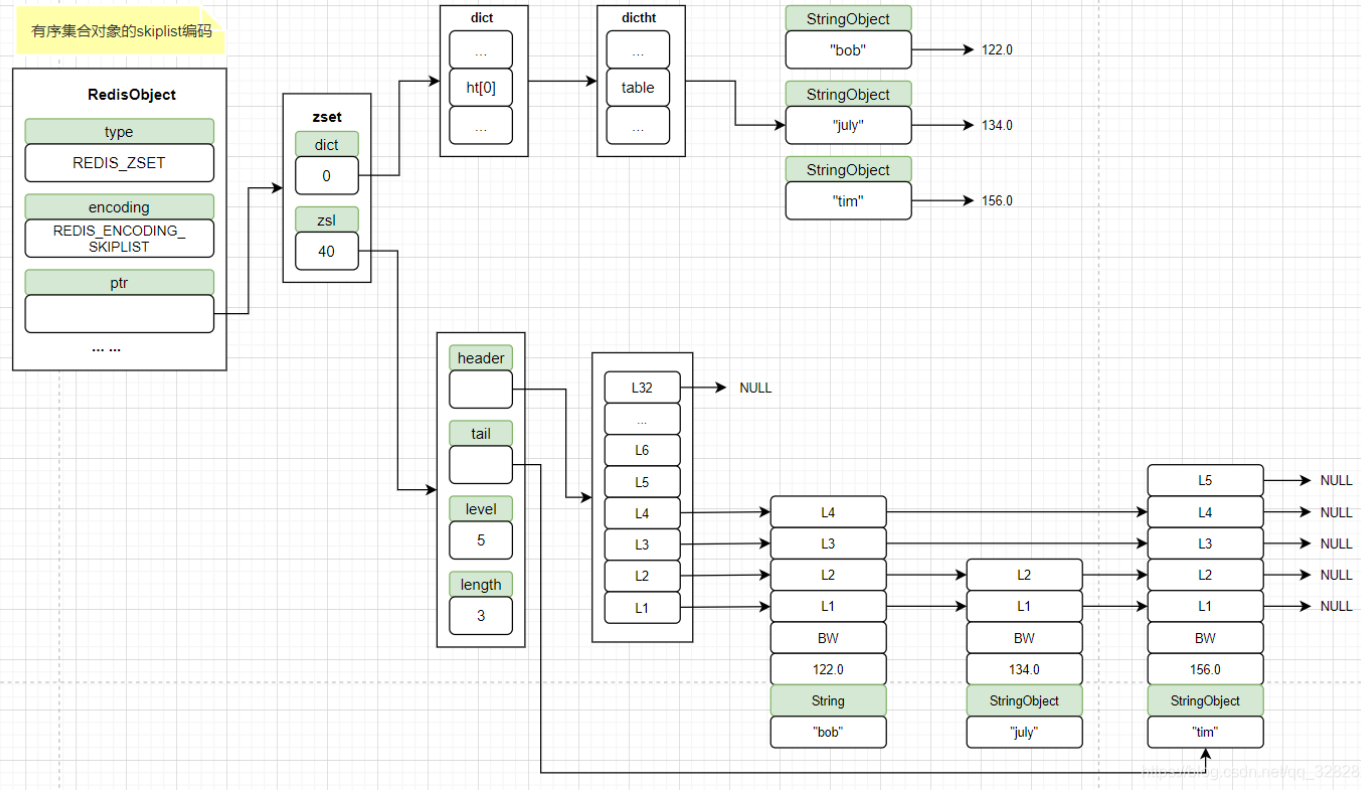 有序集合对象的skiplist编码
RedisObject
type
REDIS_ZSET
encoding
REDIS_ENCODING_
SKIPLIST
ptr
... ...
zset
dict
0
zsl
40
dict
...
ht[0]
...
dictht
...
table
...
StringObject
"bob"
122.0
StringObject
"july"
134.0
StringObject
"tim"
156.0
header
tail
level
5
length
3
L32
NULL
...
L6
L5
L4
L3
L2
L1
L4
L3
L2
L1
BW
122.0
String
"bob"
L2
L1
BW
134.0
StringObject
"july"
L5
NULL
L4
NULL
L3
NULL
L2
NULL
L1
NULL
BW
156.0
StringObject
"tim"
https://blog.csdn.net/qq_32828